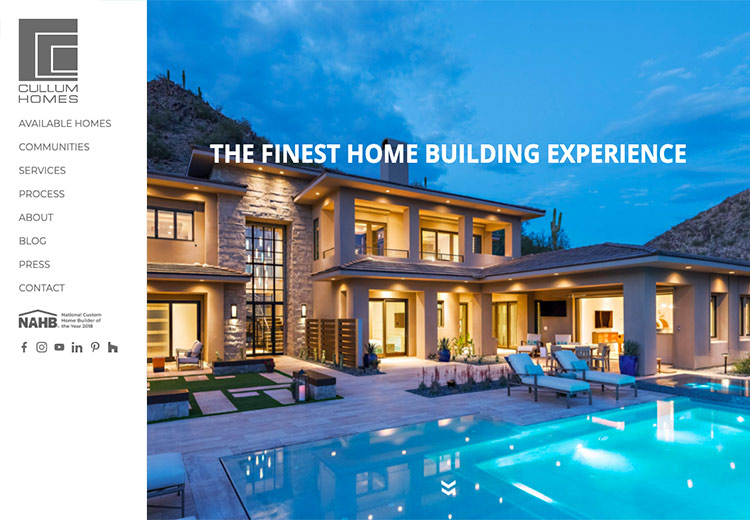 CULLUM
HOMES
AVAILABLE HOMES
COMMUNITIES
SERVICES
PROCESS
ABOUT
BLOG
PRESS
CONTACT
NAHB
National Custom
Home Builder of
the Year 2018
THE FINEST HOME BUILDING EXPERIENCE